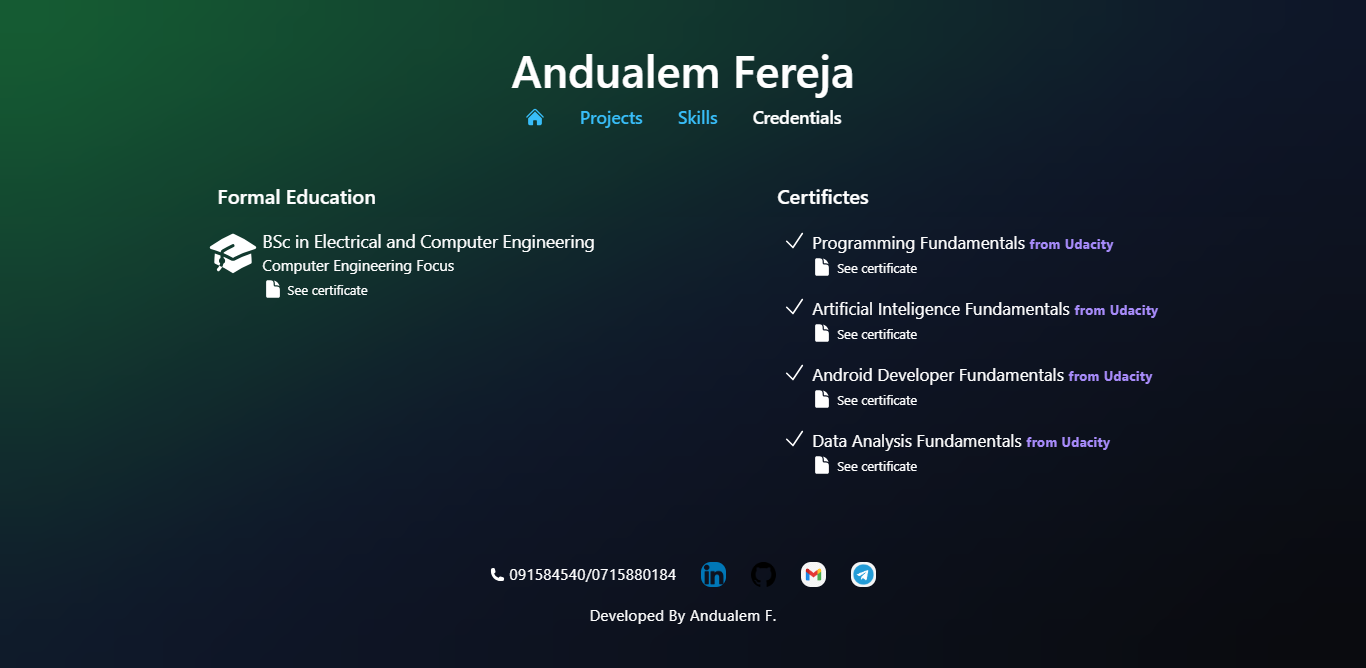 Andualem Fereja
Projects Skills Credentials
Formal Education
BSc in Electrical and Computer Engineering
Computer Engineering Focus
See certificate
Certifictes
Programming Fundamentals from Udacity
See certificate
Artificial Inteligence Fundamentals from Udacity
See certificate
Android Developer Fundamentals from Udacity
See certificate
Data Analysis Fundamentals from Udacity
See certificate
091584540/0715880184 in
Developed By Andualem F.